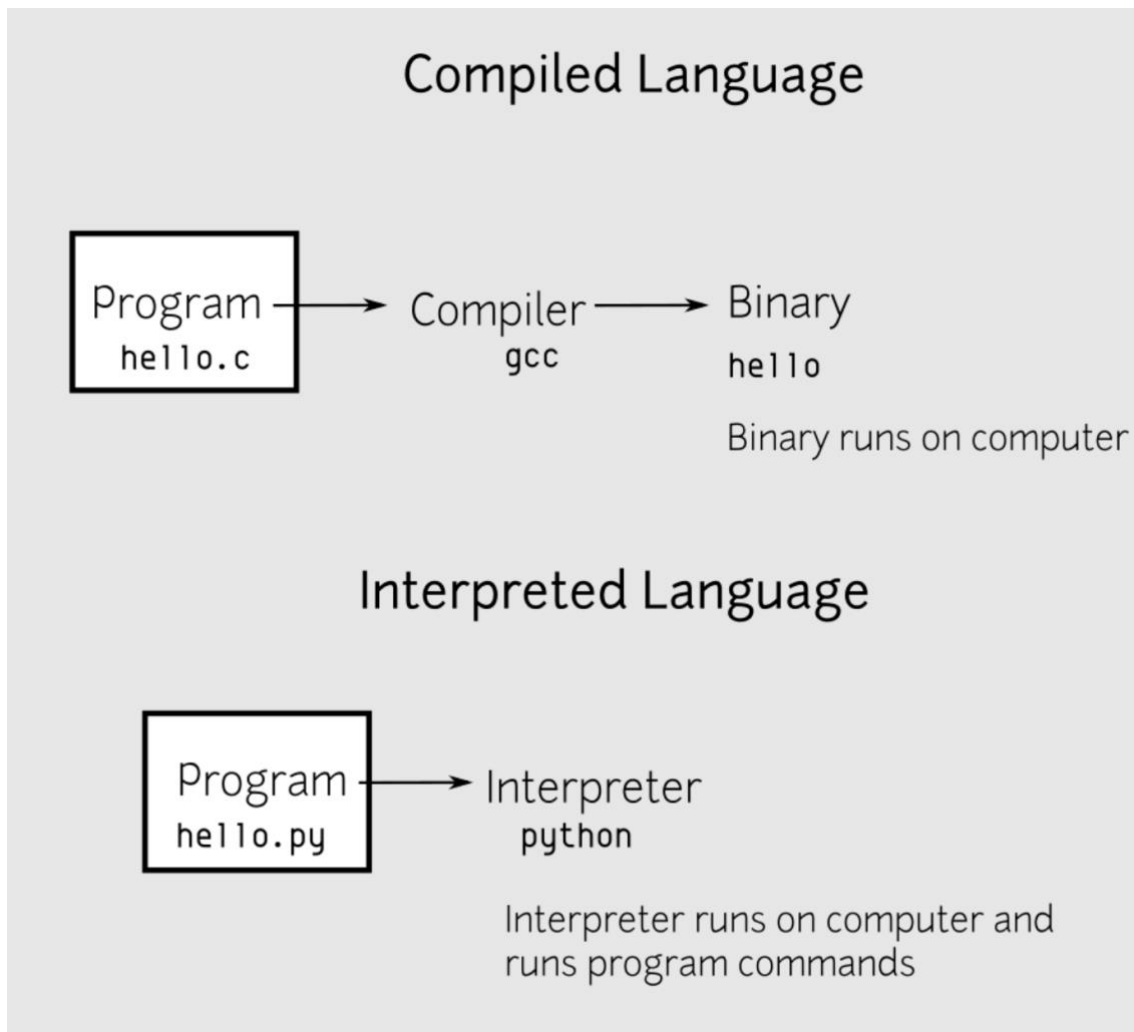 Compiled Language
Program
hello.c
Compiler
gcc
Binary
hello
Binary runs on computer
Interpreted Language
Program
hello.py
Interpreter
python
Interpreter runs on computer and
runs program commands